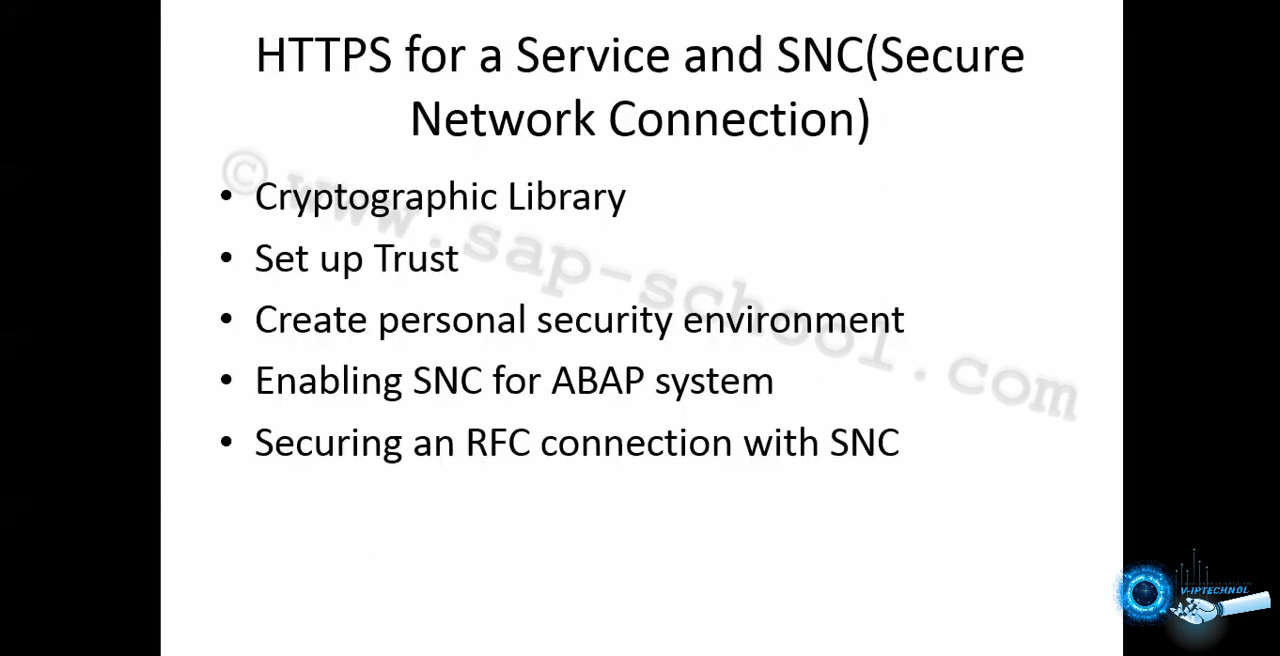 HTTPS for a Service and SNC(Secure
Network Connection)
© www.sap-school.com
• Cryptographic Library
• Set up Trust
• Create personal security environment
• Enabling SNC for ABAP system
• Securing an RFC connection with SNC
V-IPTECHNOL